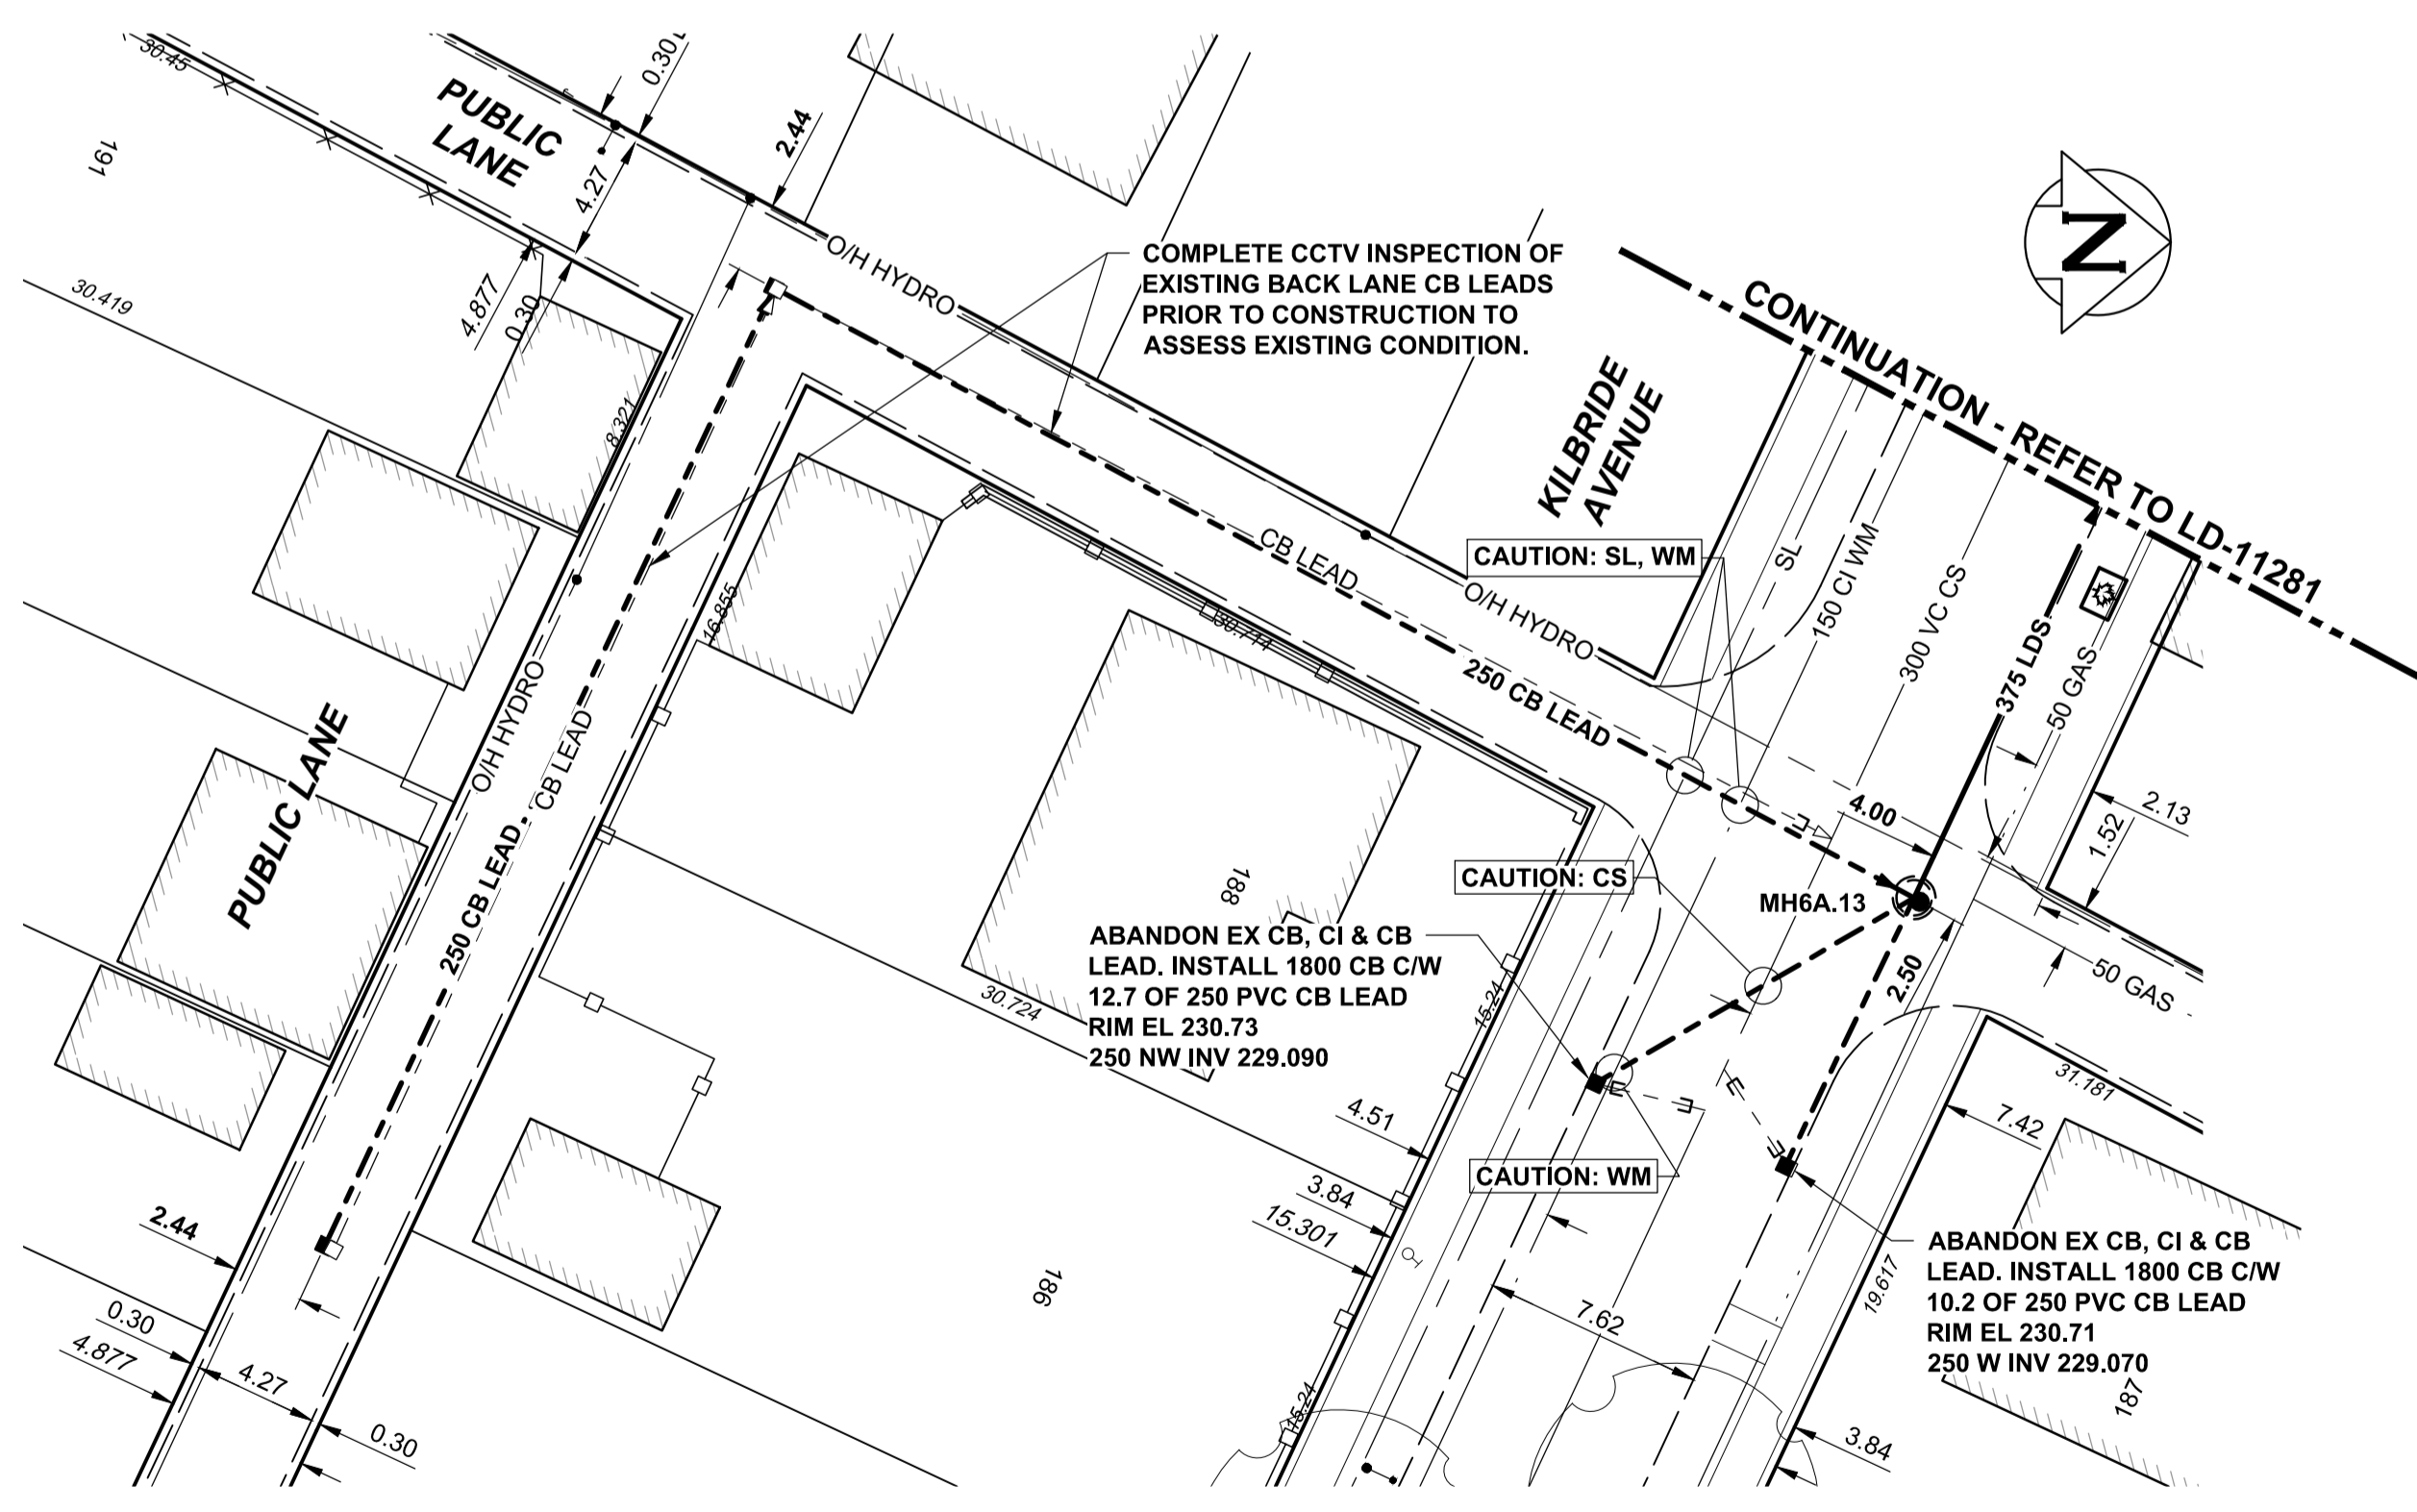 30.45
PUBLIC
LANE
0.30
2.44
4.27
191
30.419
4.877
0.30
O/H HYDRO
COMPLETE CCTV INSPECTION OF
EXISTING BACK LANE CB LEADS
PRIOR TO CONSTRUCTION TO
ASSESS EXISTING CONDITION.
N
CONTINUATION - REFER TO LD-11281
KILBRIDE
AVENUE
8.321
16.855
CB LEAD
30.714
CAUTION: SL, WM
SL
150 CI WM
300 VC CS
375 LDS
50 GAS
O/H HYDRO
250 CB LEAD
O/H HYDRO
CB LEAD
250 CB LEAD
PUBLIC LANE
4.00
2.13
1.52
188
CAUTION: CS
MH6A.13
ABANDON EX CB, CI & CB
LEAD. INSTALL 1800 CB C/W
12.7 OF 250 PVC CB LEAD
RIM EL 230.73
250 NW INV 229.090
30.724
15.24
2.50
50 GAS
31.181
7.42
4.51
3.84
15.301
CAUTION: WM
186
2.44
0.30
4.877
4.27
0.30
7.62
19.617
ABANDON EX CB, CI & CB
LEAD. INSTALL 1800 CB C/W
10.2 OF 250 PVC CB LEAD
RIM EL 230.71
250 W INV 229.070
187
15.24
3.84